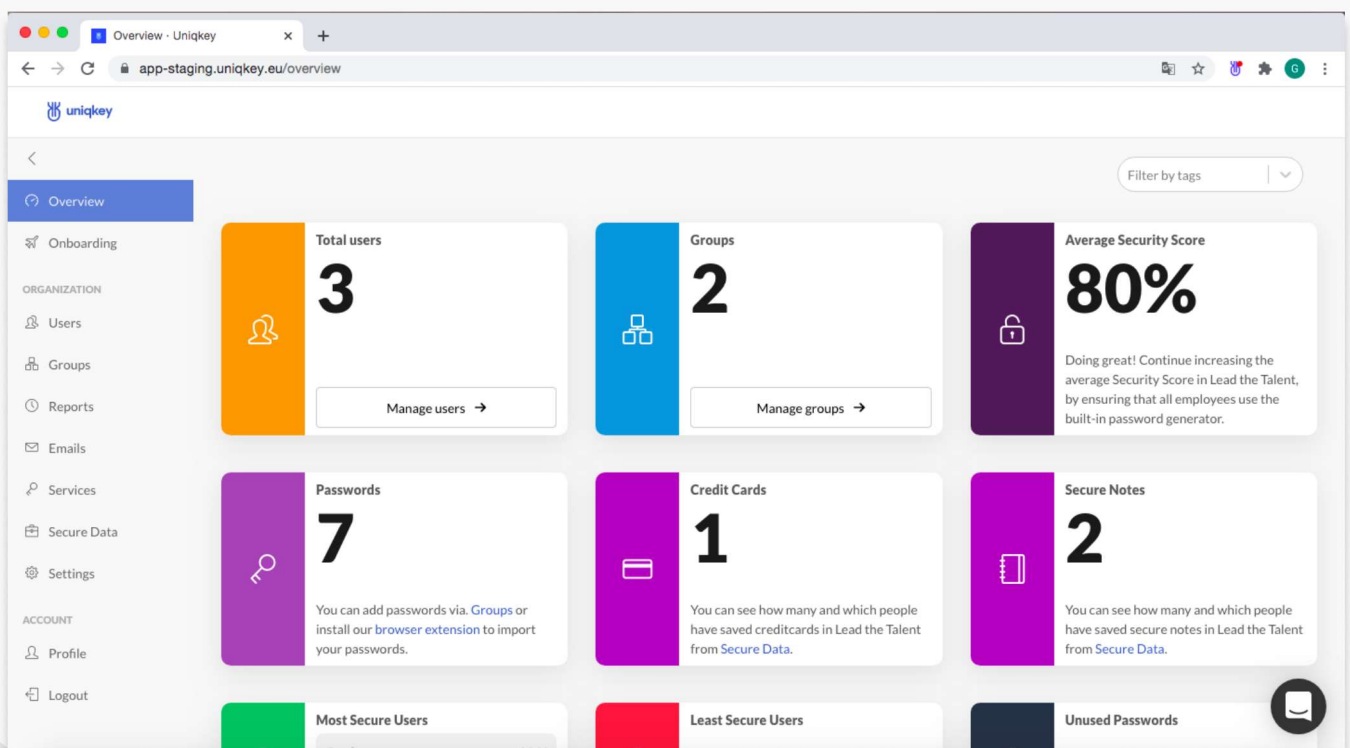 Overview · Uniqkey
app-staging.uniqkey.eu/overview
G
uniqkey
Filter by tags
Overview
Onboarding
ORGANIZATION
Users
Groups
Reports
Emails
Services
Secure Data
Settings
ACCOUNT
Profile
Logout
Total users
3
Manage users →
Groups
2
Manage groups →
Average Security Score
80%
Doing great! Continue increasing the
average Security Score in Lead the Talent,
by ensuring that all employees use the
built-in password generator.
Passwords
7
You can add passwords via. Groups or
install our browser extension to import
your passwords.
Credit Cards
1
You can see how many and which people
have saved creditcards in Lead the Talent
from Secure Data.
Secure Notes
2
You can see how many and which people
have saved secure notes in Lead the Talent
from Secure Data.
Most Secure Users
Least Secure Users
Unused Passwords